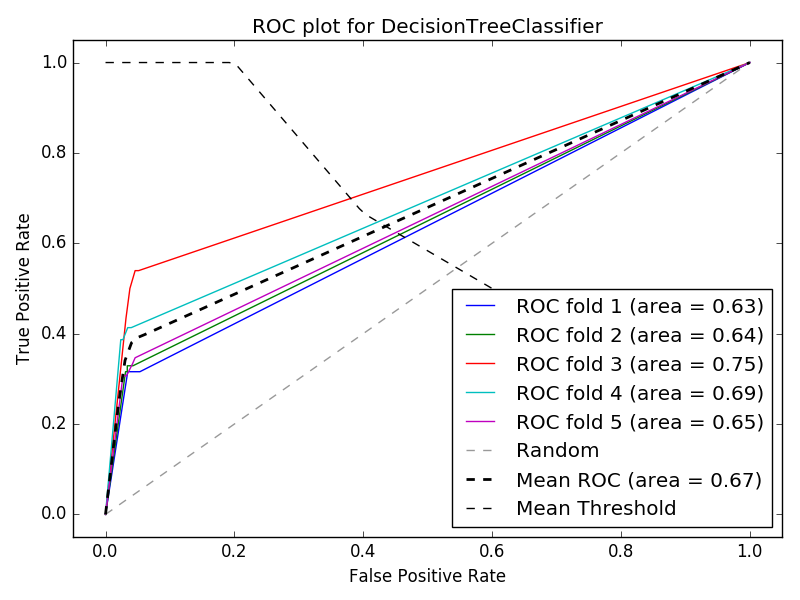 ROC plot for DecisionTreeClassifier
True Positive Rate
1.0
0.8
0.6
0.4
0.2
0.0
ROC fold 1 (area = 0.63)
ROC fold 2 (area = 0.64)
ROC fold 3 (area = 0.75)
ROC fold 4 (area = 0.69)
ROC fold 5 (area = 0.65)
Random
Mean ROC (area = 0.67)
Mean Threshold
0.0 0.2 0.4 0.6 0.8 1.0
False Positive Rate